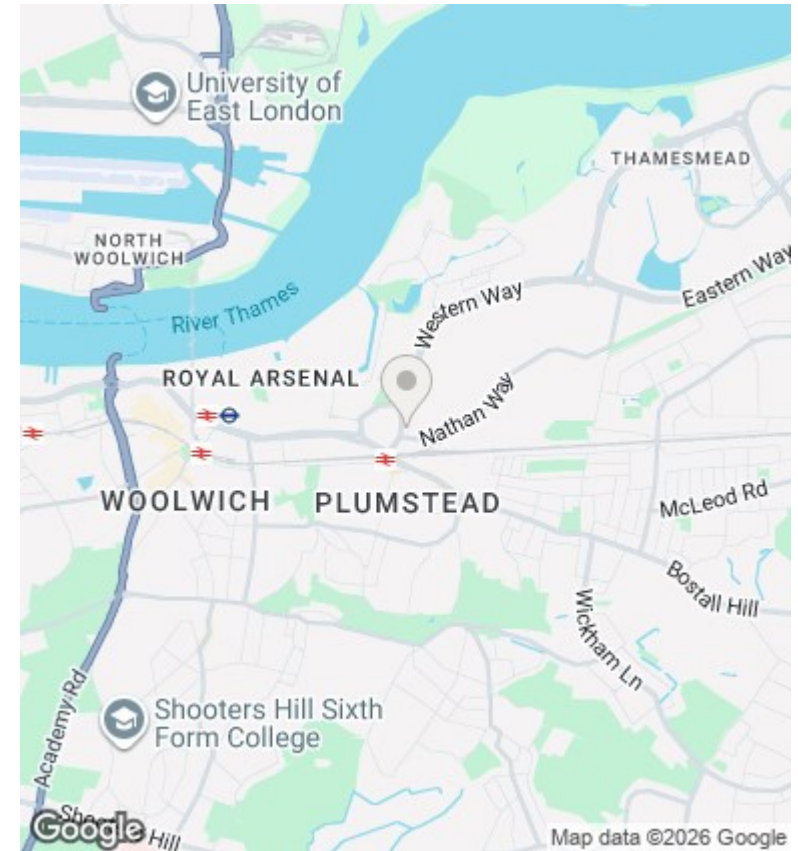 University of
East London
THAMESMEAD
NORTH
WOOLWICH
Eastern Way
River Thames
Western Way
ROYAL ARSENAL
Nathan Way
WOOLWICH
PLUMSTEAD
McLeod Rd
Bostall Hill
Wickham Ln
Academy Rd
Shooters Hill Sixth
Form College
Shooters Hill
Google
Map data ©2026 Google